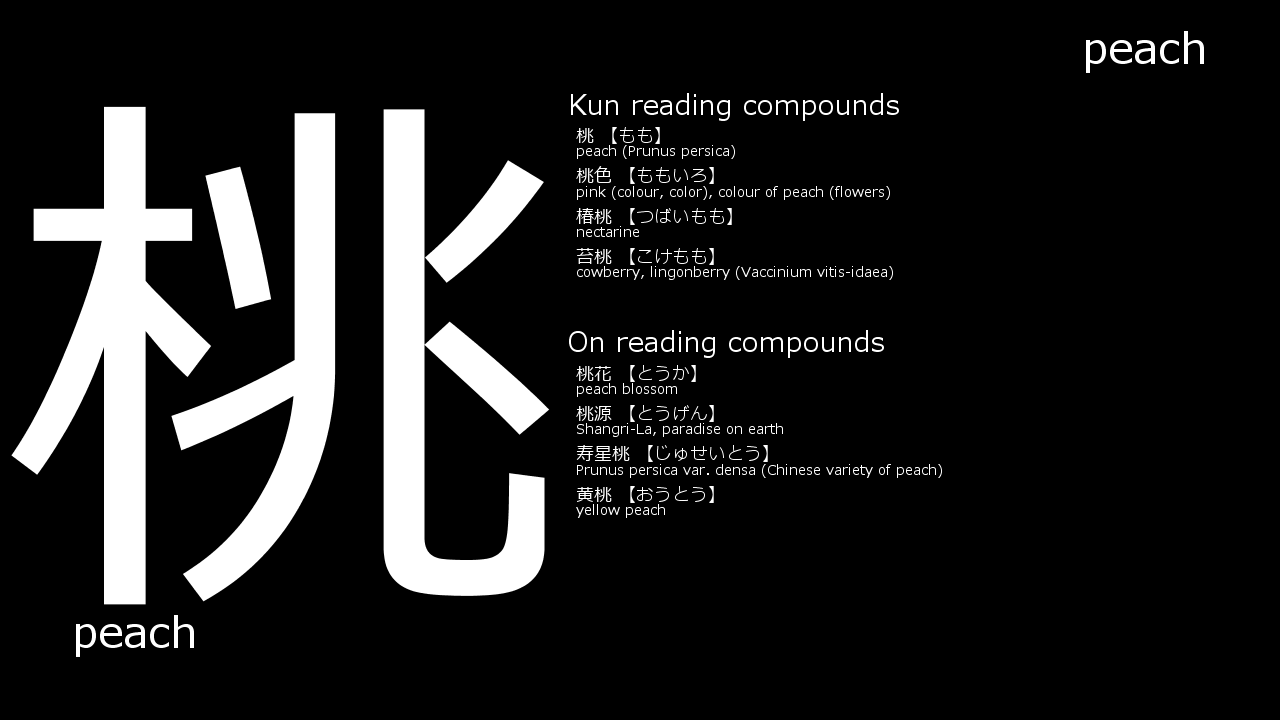 peach
桃
peach
Kun reading compounds
桃 【もも】
peach (Prunus persica)
桃色 【ももいろ】
pink (colour, color), colour of peach (flowers)
椿桃 【つばいもも】
nectarine
苔桃 【こけもも】
cowberry, lingonberry (Vaccinium vitis-idaea)
On reading compounds
桃花 【とうか】
peach blossom
桃源 【とうげん】
Shangri-La, paradise on earth
寿星桃 【じゅせいとう】
Prunus persica var. densa (Chinese variety of peach)
黄桃 【おうとう】
yellow peach